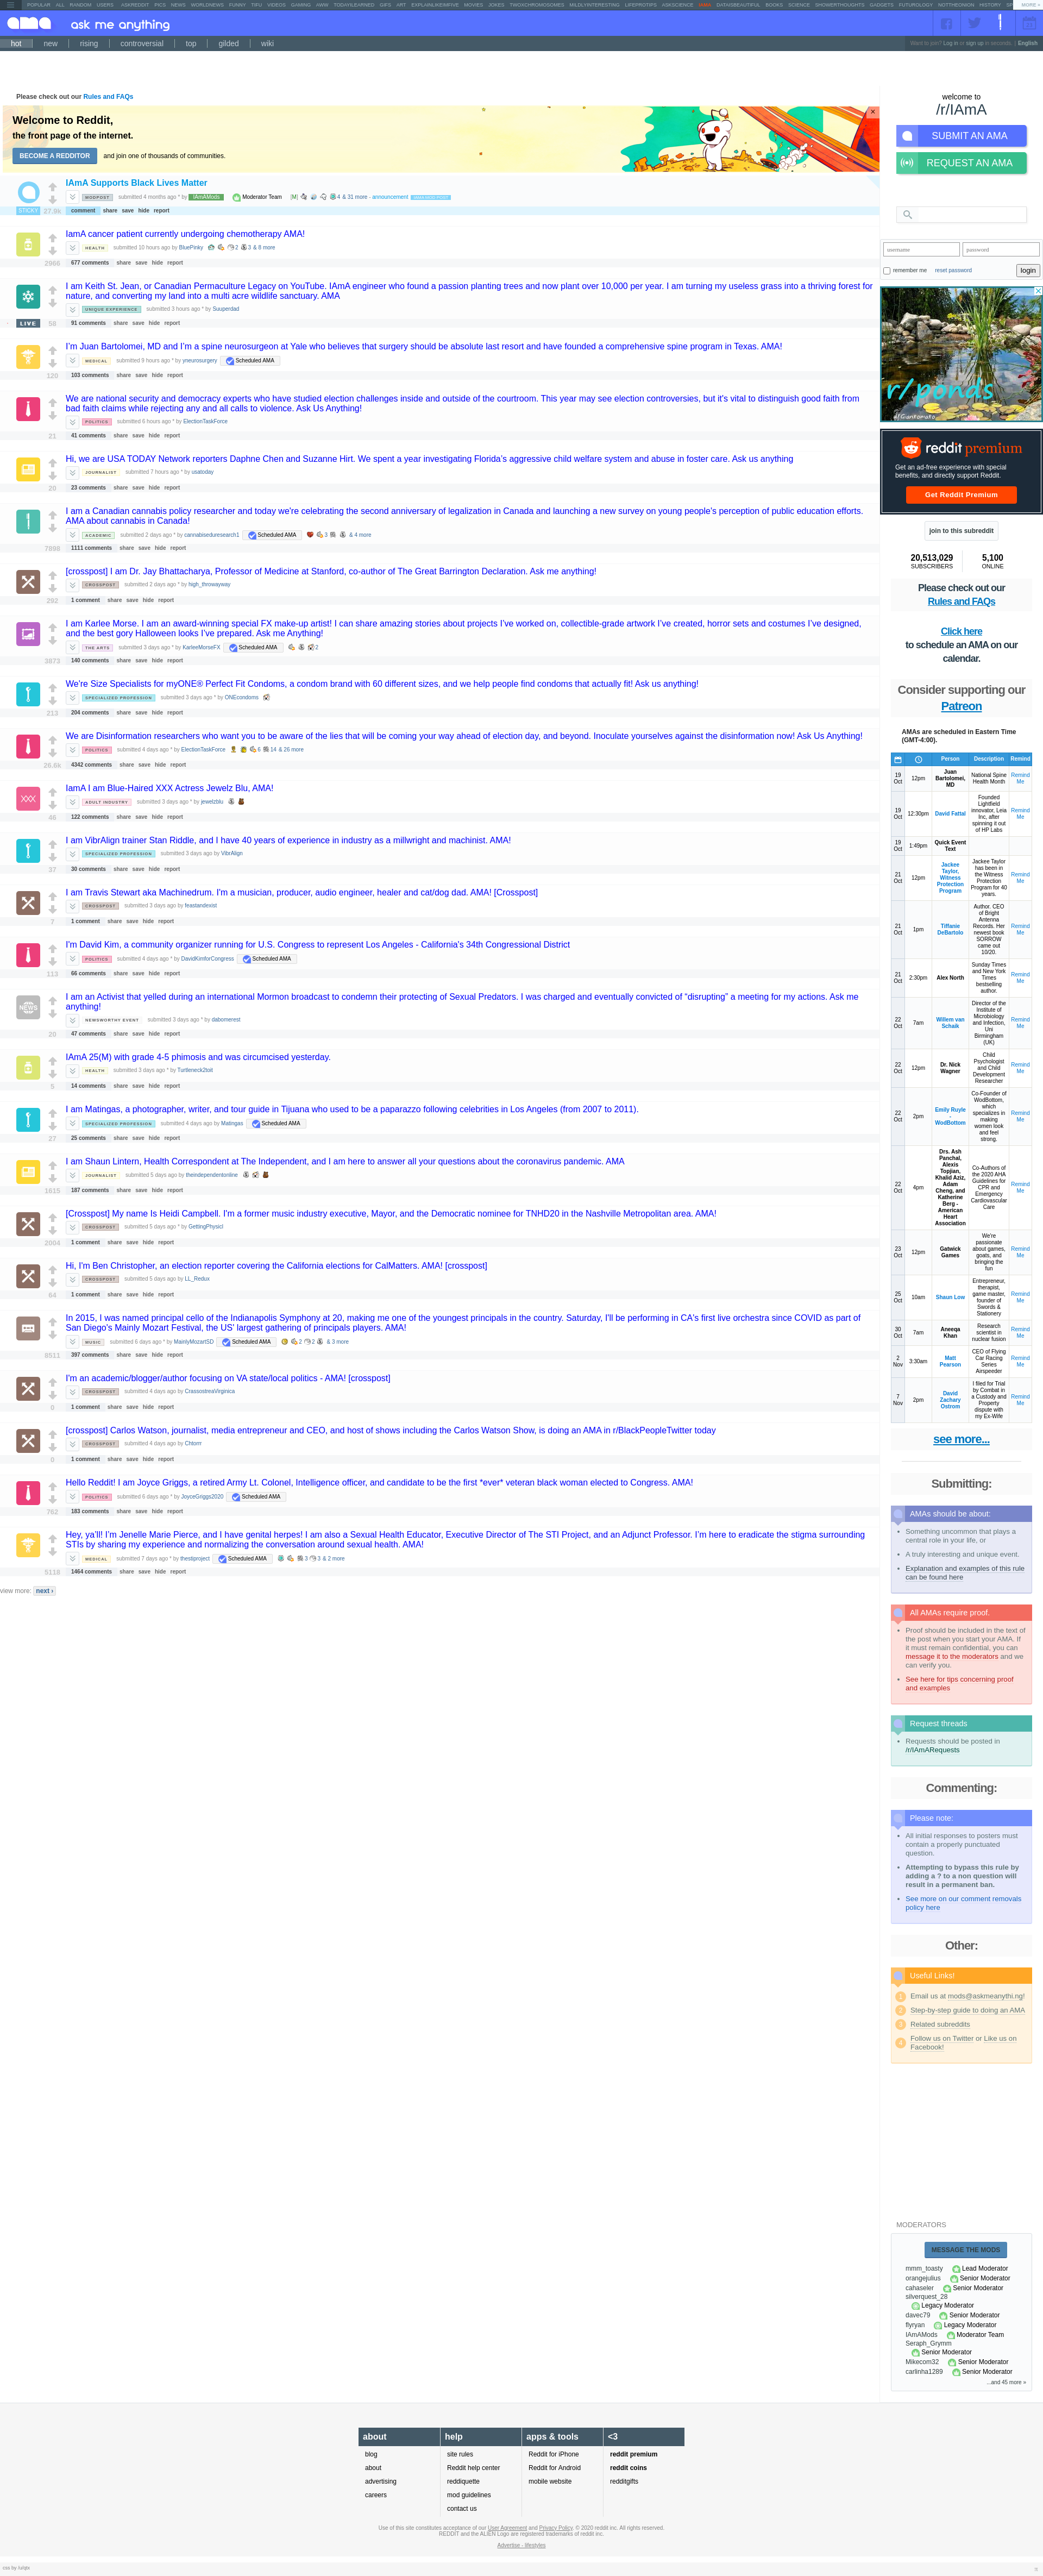 POPULAR ALL RANDOM USERS ASKREDDIT PICS NEWS WORLDNEWS FUNNY TIFU VIDEOS GAMING AWW TODAYILEARNED GIFS ART EXPLAINLIKEIMFIVE MOVIES JOKES TWOXCHROMOSOMES MILDLYINTERESTING LIFEPROTIPS ASKSCIENCE IAMA DATAISBEAUTIFUL BOOKS SCIENCE SHOWERTHOUGHTS GADGETS FUTUROLOGY NOTTHEONION HISTORY MORE »
ama ask me anything
hot new rising controversial top gilded wiki
Want to join? Log in or sign up in seconds. | English
Please check out our Rules and FAQs
Welcome to Reddit,
the front page of the internet.
BECOME A REDDITOR and join one of thousands of communities.
IAmA Supports Black Lives Matter
MODPOST submitted 4 months ago * by IAmAMods Moderator Team [M] 4 & 31 more - announcement
STICKY 27.9k comment share save hide report
IamA cancer patient currently undergoing chemotherapy AMA!
HEALTH submitted 10 hours ago by BluePinky 2 3 & 8 more
677 comments share save hide report
I am Keith St. Jean, or Canadian Permaculture Legacy on YouTube. IAmA engineer who found a passion planting trees and now plant over 10,000 per year. I am turning my useless grass into a thriving forest for
nature, and converting my land into a multi acre wildlife sanctuary. AMA
UNIQUE EXPERIENCE submitted 3 hours ago * by Suuperdad
LIVE 58 91 comments share save hide report
I'm Juan Bartolomei, MD and I'm a spine neurosurgeon at Yale who believes that surgery should be absolute last resort and have founded a comprehensive spine program in Texas. AMA!
MEDICAL submitted 9 hours ago * by yneurosurgery Scheduled AMA
120 103 comments share save hide report
We are national security and democracy experts who have studied election challenges inside and outside of the courtroom. This year may see election controversies, but it's vital to distinguish good faith from
bad faith claims while rejecting any and all calls to violence. Ask Us Anything!
POLITICS submitted 6 hours ago * by ElectionTaskForce
21 41 comments share save hide report
Hi, we are USA TODAY Network reporters Daphne Chen and Suzanne Hirt. We spent a year investigating Florida's aggressive child welfare system and abuse in foster care. Ask us anything
JOURNALIST submitted 7 hours ago * by usatoday
23 comments share save hide report
I am a Canadian cannabis policy researcher and today we're celebrating the second anniversary of legalization in Canada and launching a new survey on young people's perception of public education efforts.
AMA about cannabis in Canada!
ACADEMIC submitted 2 days ago * by cannabiseduresearch1 Scheduled AMA 3 & 4 more
1111 comments share save hide report
[crosspost] I am Dr. Jay Bhattacharya, Professor of Medicine at Stanford, co-author of The Great Barrington Declaration. Ask me anything!
CROSSPOST submitted 2 days ago * by high_throwayway
202 1 comment share save hide report
I am Karlee Morse. I am an award-winning special FX make-up artist! I can share amazing stories about projects I've worked on, collectible-grade artwork I've created, horror sets and costumes I've designed,
and the best gory Halloween looks I've prepared. Ask me Anything!
THE ARTS submitted 3 days ago * by KarleeMorseFX Scheduled AMA 2
3873 140 comments share save hide report
We're Size Specialists for myONE® Perfect Fit Condoms, a condom brand with 60 different sizes, and we help people find condoms that actually fit! Ask us anything!
SPECIALIZED PROFESSION submitted 3 days ago * by ONEcondoms
213 204 comments share save hide report
We are Disinformation researchers who want you to be aware of the lies that will be coming your way ahead of election day, and beyond. Inoculate yourselves against the disinformation now! Ask Us Anything!
POLITICS submitted 4 days ago * by ElectionTaskForce 6 14 & 26 more
26.6k 4342 comments share save hide report
IamA I am Blue-Haired XXX Actress Jewelz Blu, AMA!
XXX ADULT INDUSTRY submitted 3 days ago * by jewelzblu
46 122 comments share save hide report
I am VibrAlign trainer Stan Riddle, and I have 40 years of experience in industry as a millwright and machinist. AMA!
SPECIALIZED PROFESSION submitted 3 days ago by VibrAlign
37 30 comments share save hide report
I am Travis Stewart aka Machinedrum. I'm a musician, producer, audio engineer, healer and cat/dog dad. AMA! [Crosspost]
CROSSPOST submitted 3 days ago by feastandexist
7 1 comment share save hide report
I'm David Kim, a community organizer running for U.S. Congress to represent Los Angeles - California's 34th Congressional District
POLITICS submitted 4 days ago * by DavidKimforCongress Scheduled AMA
113 66 comments share save hide report
I am an Activist that yelled during an international Mormon broadcast to condemn their protecting of Sexual Predators. I was charged and eventually convicted of “disrupting” a meeting for my actions. Ask me
anything!
NEWS NEWSWORTHY EVENT submitted 3 days ago * by dabomerest
20 47 comments share save hide report
IAmA 25(M) with grade 4-5 phimosis and was circumcised yesterday.
HEALTH submitted 3 days ago * by Turtleneck2toit
5 14 comments share save hide report
I am Matingas, a photographer, writer, and tour guide in Tijuana who used to be a paparazzo following celebrities in Los Angeles (from 2007 to 2011).
SPECIALIZED PROFESSION submitted 4 days ago by Matingas Scheduled AMA
27 25 comments share save hide report
I am Shaun Lintern, Health Correspondent at The Independent, and I am here to answer all your questions about the coronavirus pandemic. AMA
JOURNALIST submitted 5 days ago by theindependentonline
1615 187 comments share save hide report
[Crosspost] My name Is Heidi Campbell. I'm a former music industry executive, Mayor, and the Democratic nominee for TNHD20 in the Nashville Metropolitan area. AMA!
CROSSPOST submitted 5 days ago * by GettingPhysicl
2004 1 comment share save hide report
Hi, I'm Ben Christopher, an election reporter covering the California elections for CalMatters. AMA! [crosspost]
CROSSPOST submitted 5 days ago by LL_Redux
64 1 comment share save hide report
In 2015, I was named principal cello of the Indianapolis Symphony at 20, making me one of the youngest principals in the country. Saturday, I'll be performing in CA's first live orchestra since COVID as part of
San Diego's Mainly Mozart Festival, the US' largest gathering of principals players. AMA!
MUSIC submitted 6 days ago * by MainlyMozartSD Scheduled AMA 2 2 & 3 more
8511 397 comments share save hide report
I'm an academic/blogger/author focusing on VA state/local politics - AMA! [crosspost]
CROSSPOST submitted 4 days ago by CrassostreaVirginica
0 1 comment share save hide report
[crosspost] Carlos Watson, journalist, media entrepreneur and CEO, and host of shows including the Carlos Watson Show, is doing an AMA in r/BlackPeopleTwitter today
CROSSPOST submitted 4 days ago by Chtorrr
0 1 comment share save hide report
Hello Reddit! I am Joyce Griggs, a retired Army Lt. Colonel, Intelligence officer, and candidate to be the first *ever* veteran black woman elected to Congress. AMA!
POLITICS submitted 6 days ago * by JoyceGriggs2020 Scheduled AMA
762 183 comments share save hide report
Hey, ya'll! I'm Jenelle Marie Pierce, and I have genital herpes! I am also a Sexual Health Educator, Executive Director of The STI Project, and an Adjunct Professor. I'm here to eradicate the stigma surrounding
STIs by sharing my experience and normalizing the conversation around sexual health. AMA!
MEDICAL submitted 7 days ago * by thestiproject Scheduled AMA 3 3 & 2 more
5118 1464 comments share save hide report
view more: next ›
welcome to
/r/IAmA
SUBMIT AN AMA
REQUEST AN AMA
username password
remember me reset password login
r/ponds
reddit premium
Get an ad-free experience with special
benefits, and directly support Reddit.
Get Reddit Premium
join to this subreddit
20,513,029 5,100
SUBSCRIBERS ONLINE
Please check out our
Rules and FAQs
Click here
to schedule an AMA on our
calendar.
Consider supporting our
Patreon
AMAs are scheduled in Eastern Time
(GMT-4:00).
Person Description Remind
19 Oct 12pm Juan Bartolomei, MD National Spine Health Month Remind Me
19 Oct 12:30pm David Fattal Founded Lightfield innovator, Leia Inc, after spinning it out of HP Labs Remind Me
19 Oct 1:49pm Quick Event Text
21 Oct 12pm Jackee Taylor, Witness Protection Program Jackee Taylor has been in the Witness Protection Program for 40 years. Remind Me
21 Oct 1pm Tiffanie DeBartolo Author. CEO of Bright Antenna Records. Her newest book SORROW came out 10/20. Remind Me
21 Oct 2:30pm Alex North Sunday Times and New York Times bestselling author. Remind Me
22 Oct 7am Willem van Schaik Director of the Institute of Microbiology and Infection, Uni Birmingham (UK) Remind Me
22 Oct 12pm Dr. Nick Wagner Child Psychologist and Child Development Researcher Remind Me
22 Oct 2pm Emily Ruyle - WodBottom Co-Founder of WodBottom, which specializes in making women look and feel strong. Remind Me
22 Oct 4pm Drs. Ash Panchal, Alexis Topjian, Khalid Aziz, Adam Cheng, and Katherine Berg - American Heart Association Co-Authors of the 2020 AHA Guidelines for CPR and Emergency Cardiovascular Care Remind Me
23 Oct 12pm Gatwick Games We're passionate about games, goats, and bringing the fun Remind Me
25 Oct 10am Shaun Low Entrepreneur, therapist, game master, founder of Swords & Stationery Remind Me
30 Oct 7am Aneeqa Khan Research scientist in nuclear fusion Remind Me
2 Nov 3:30am Matt Pearson CEO of Flying Car Racing Series Airspeeder Remind Me
7 Nov 2pm David Zachary Ostrom I filed for Trial by Combat in a Custody and Property dispute with my Ex-Wife Remind Me
see more...
Submitting:
AMAs should be about:
Something uncommon that plays a
central role in your life, or
A truly interesting and unique event.
Explanation and examples of this rule
can be found here
All AMAs require proof.
Proof should be included in the text of
the post when you start your AMA. If
it must remain confidential, you can
message it to the moderators and we
can verify you.
See here for tips concerning proof
and examples
Request threads
Requests should be posted in
/r/IAmARequests
Commenting:
Please note:
All initial responses to posters must
contain a properly punctuated
question.
Attempting to bypass this rule by
adding a ? to a non question will
result in a permanent ban.
See more on our comment removals
policy here
Other:
Useful Links!
1 Email us at mods@askmeanythi.ng!
2 Step-by-step guide to doing an AMA
3 Related subreddits
4 Follow us on Twitter or Like us on
Facebook!
MODERATORS
MESSAGE THE MODS
mmm_toasty Lead Moderator
orangejulius Senior Moderator
cahaseler Senior Moderator
silverquest_28
Legacy Moderator
davec79 Senior Moderator
flyryan Legacy Moderator
IAmAMods Moderator Team
Seraph_Grymm
Senior Moderator
Mikecom32 Senior Moderator
carlinha1289 Senior Moderator
...and 45 more »
about help apps & tools <3
blog site rules Reddit for iPhone reddit premium
about Reddit help center Reddit for Android reddit coins
advertising reddiquette mobile website redditgifts
careers mod guidelines
contact us
Use of this site constitutes acceptance of our User Agreement and Privacy Policy. © 2020 reddit inc. All rights reserved.
REDDIT and the ALIEN Logo are registered trademarks of reddit inc.
Advertise - lifestyles